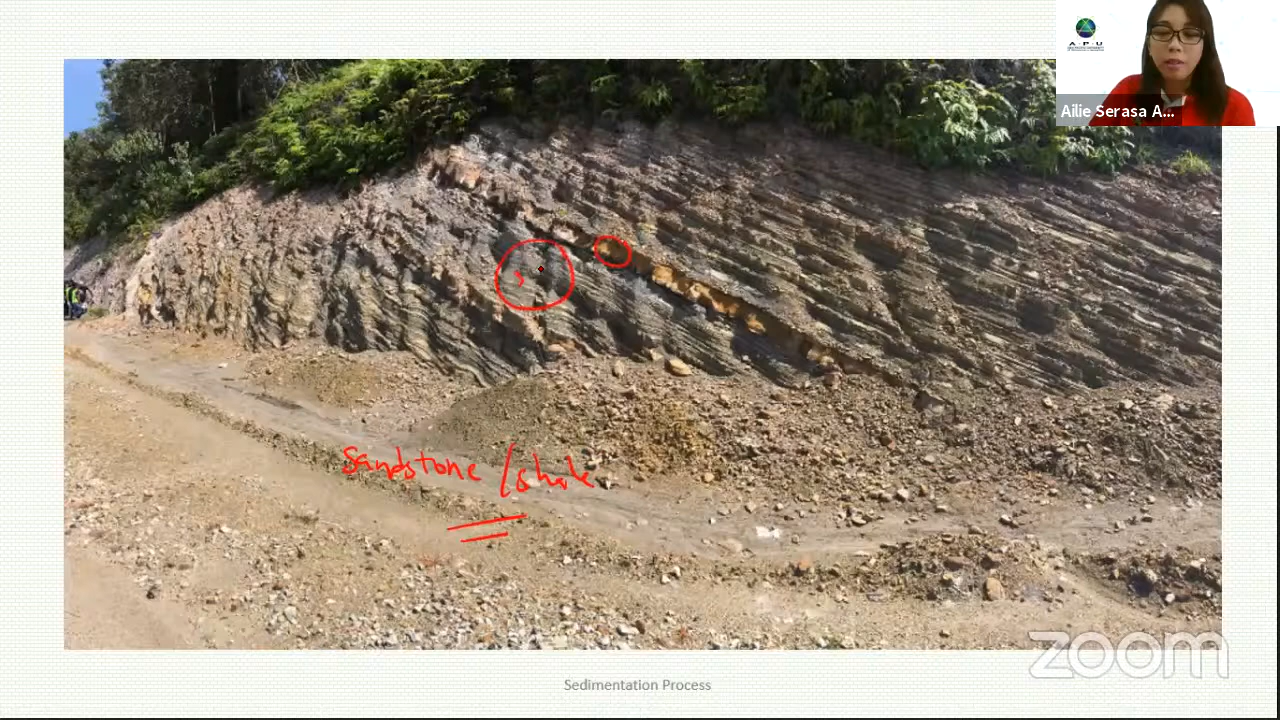 A · P · U
Ailie Serasa A...
sandstone / shale
zoom
Sedimentation Process